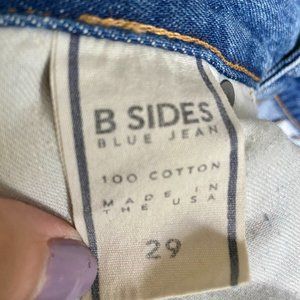 B SIDES
BLUE JEAN
100 COTTON
MADE IN
THE USA
29